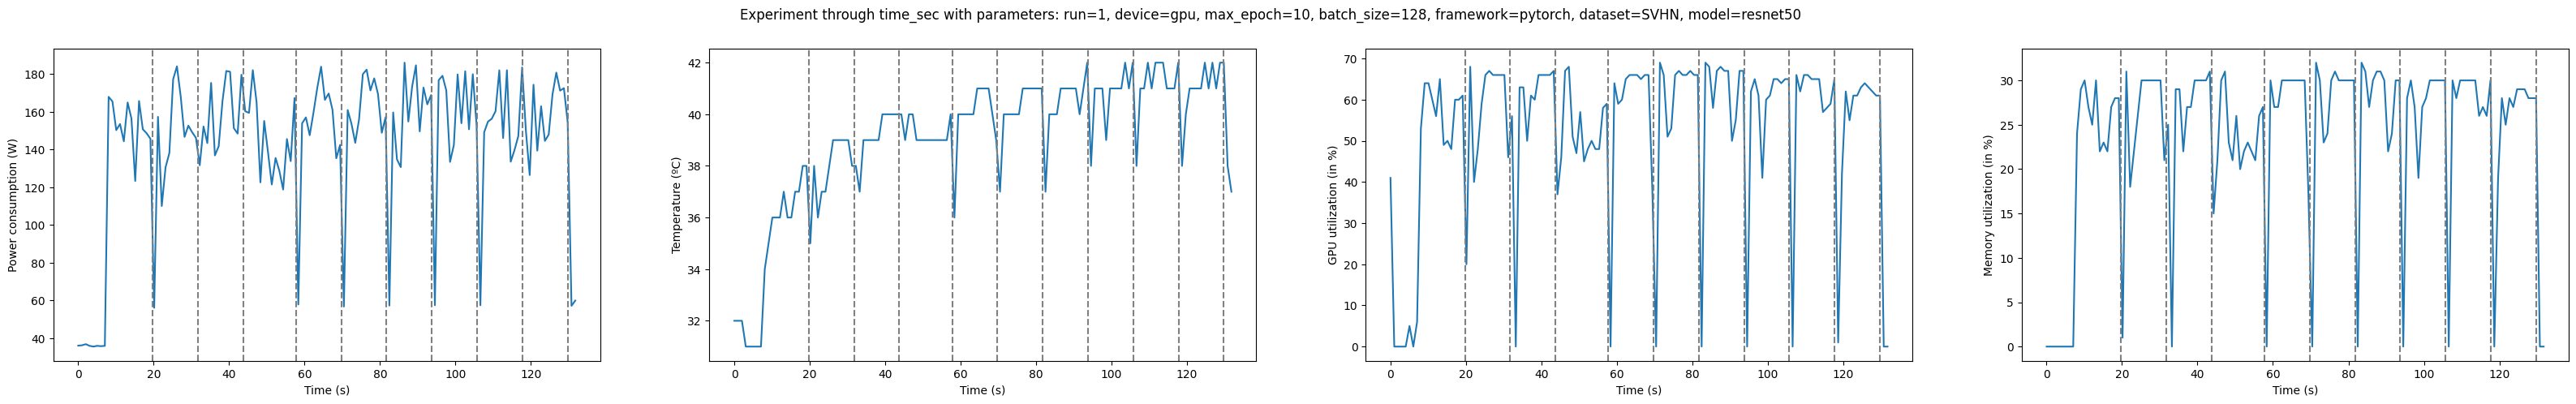 Experiment through time_sec with parameters: run=1, device=gpu, max_epoch=10, batch_size=128, framework=pytorch, dataset=SVHN, model=resnet50
Power consumption (W)
180
160
140
120
100
80
60
40
0 20 40 60 80 100 120
Time (s)
Temperature (ºC)
42
40
38
36
34
32
0 20 40 60 80 100 120
Time (s)
GPU utilization (in %)
70
60
50
40
30
20
10
0
0 20 40 60 80 100 120
Time (s)
Memory utilization (in %)
30
25
20
15
10
5
0
0 20 40 60 80 100 120
Time (s)